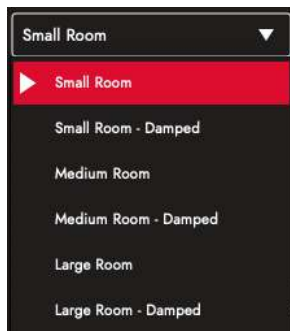 Small Room
Small Room
Small Room - Damped
Medium Room
Medium Room - Damped
Large Room
Large Room - Damped